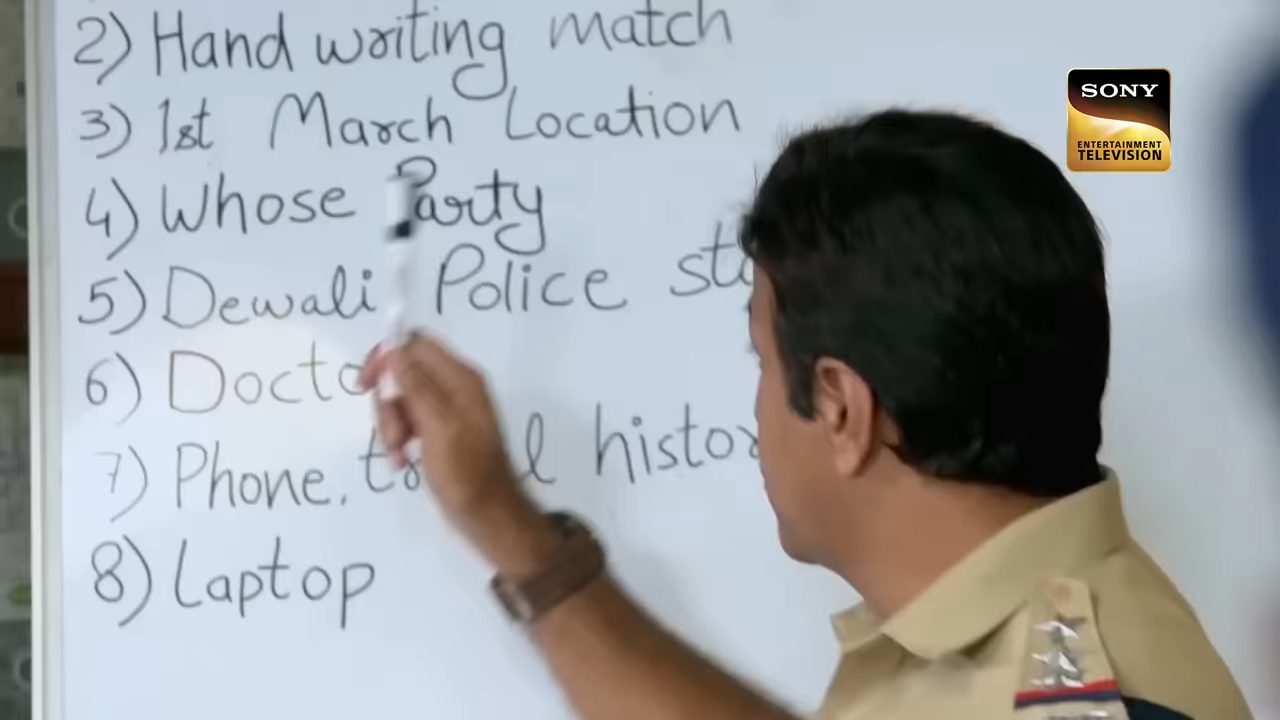 2) Hand writing match
3) 1st March Location
4) Whose Party
5) Dewali Police
6)
7) Phone.
8) Laptop
SONY
ENTERTAINMENT
TELEVISION